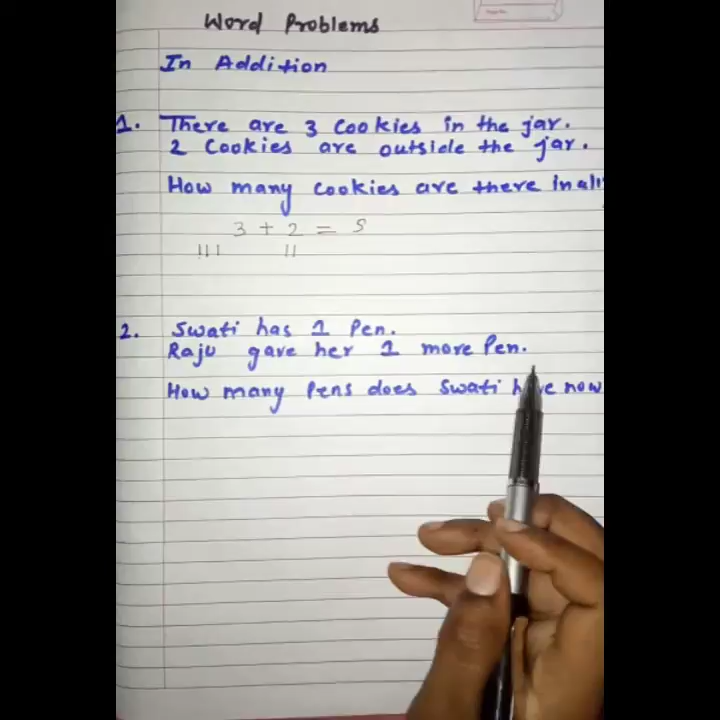 Word Problems
In Addition
1. There are 3 Cookies in the jar.
2 Cookies are outside the jar.
How many cookies are there in all
3 + 2 = 5
III II
2. Swati has 1 Pen.
Raju gave her 1 more Pen.
How many Pens does Swati have now